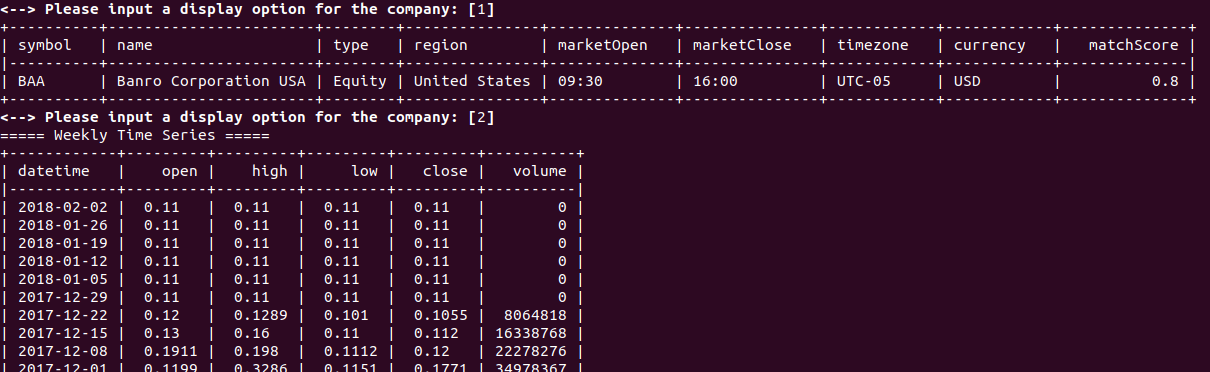 <--> Please input a display option for the company: [1]
+----------+-----------------------+--------+---------------+--------------+---------------+------------+------------+--------------+
| symbol   | name                  | type   | region        | marketOpen   | marketClose   | timezone   | currency   |   matchScore |
|----------+-----------------------+--------+---------------+--------------+---------------+------------+------------+--------------|
| BAA      | Banro Corporation USA | Equity | United States | 09:30        | 16:00         | UTC-05     | USD        |          0.8 |
+----------+-----------------------+--------+---------------+--------------+---------------+------------+------------+--------------+
<--> Please input a display option for the company: [2]
===== Weekly Time Series =====
+------------+---------+---------+---------+---------+----------+
| datetime   |    open |    high |     low |   close |   volume |
|------------+---------+---------+---------+---------+----------|
| 2018-02-02 |  0.11   |  0.11   |  0.11   |  0.11   |        0 |
| 2018-01-26 |  0.11   |  0.11   |  0.11   |  0.11   |        0 |
| 2018-01-19 |  0.11   |  0.11   |  0.11   |  0.11   |        0 |
| 2018-01-12 |  0.11   |  0.11   |  0.11   |  0.11   |        0 |
| 2018-01-05 |  0.11   |  0.11   |  0.11   |  0.11   |        0 |
| 2017-12-29 |  0.11   |  0.11   |  0.11   |  0.11   |        0 |
| 2017-12-22 |  0.12   |  0.1289 |  0.101  |  0.1055 |  8064818 |
| 2017-12-15 |  0.13   |  0.16   |  0.11   |  0.112  | 16338768 |
| 2017-12-08 |  0.1911 |  0.198  |  0.1112 |  0.12   | 22278276 |
| 2017-12-01 |  0.1199 |  0.3286 |  0.1151 |  0.1771 | 34978367 |